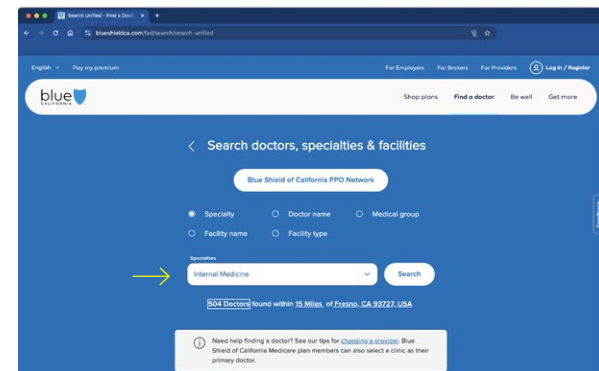 Search Unified - Find a Docto
blueshieldca.com/fad/search/search-unified
English
Pay my premium
For Employers
For Brokers
For Providers
Log in / Register
blue
CALIFORNIA
Shop plans
Find a doctor
Be well
Get more
Search doctors, specialties & facilities
Blue Shield of California PPO Network
Specialty
Doctor name
Medical group
Facility name
Facility type
Specialties
Internal Medicine
Search
504 Doctors found within 15 Miles of Fresno, CA 93727, USA
Need help finding a doctor? See our tips for choosing a provider. Blue
Shield of California Medicare plan members can also select a clinic as their
primary doctor.
Feedback